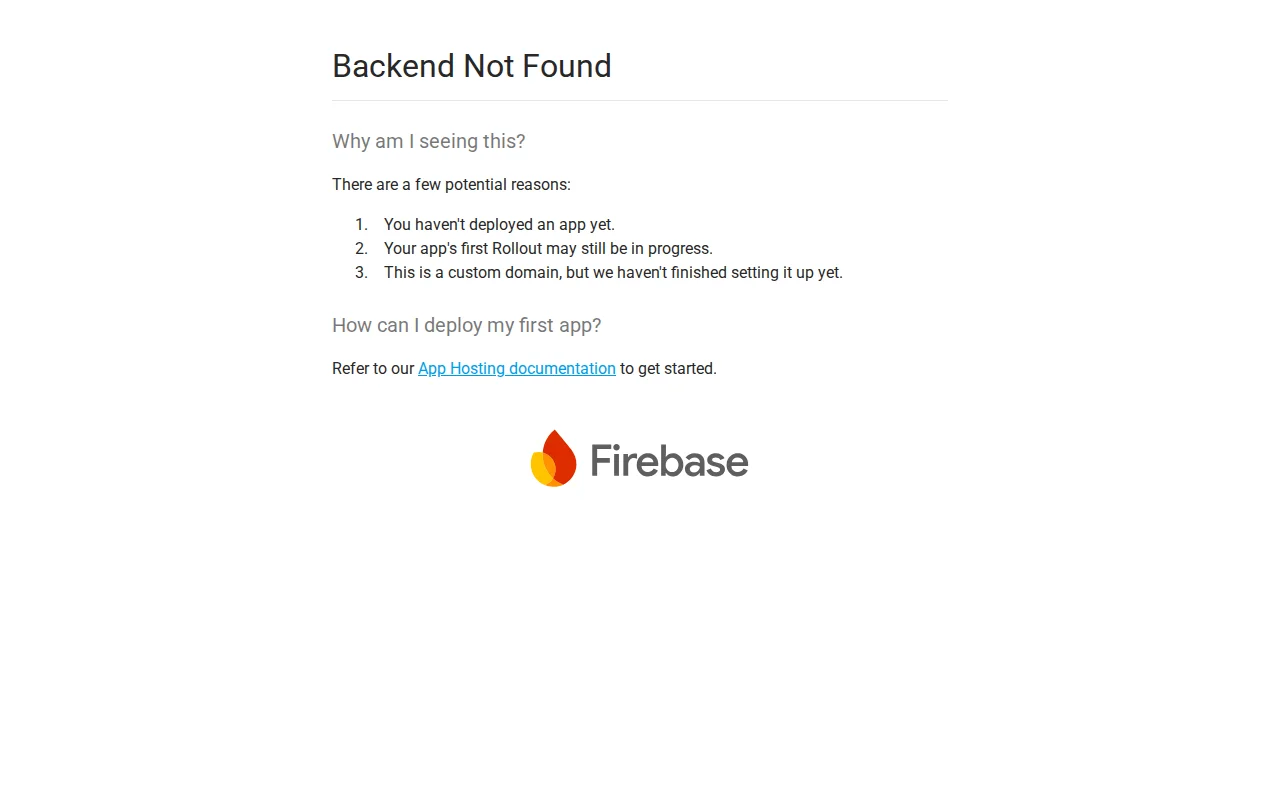 Backend Not Found
Why am I seeing this?
There are a few potential reasons:
1. You haven't deployed an app yet.
2. Your app's first Rollout may still be in progress.
3. This is a custom domain, but we haven't finished setting it up yet.
How can I deploy my first app?
Refer to our App Hosting documentation to get started.
Firebase